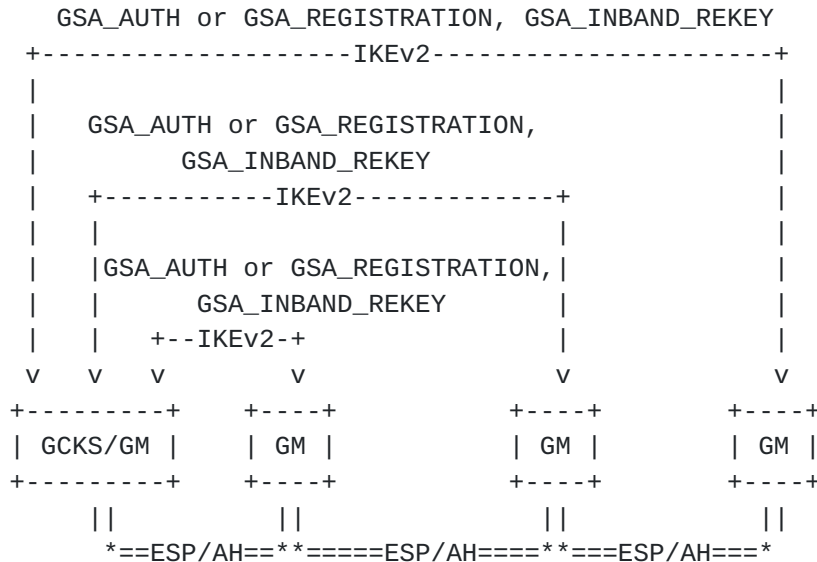 GSA_AUTH or GSA_REGISTRATION, GSA_INBAND_REKEY
+---------------------IKEv2----------------------+
|                                                |
|   GSA_AUTH or GSA_REGISTRATION,                |
|         GSA_INBAND_REKEY                       |
|   +-----------IKEv2-------------+              |
|   |                             |              |
|   |GSA_AUTH or GSA_REGISTRATION,|              |
|   |      GSA_INBAND_REKEY       |              |
|   |   +--IKEv2-+                |              |
v   v   v        v                v              v
+---------+    +----+           +----+        +----+
| GCKS/GM |    | GM |           | GM |        | GM |
+---------+    +----+           +----+        +----+
||          ||               ||            ||
*==ESP/AH==**=====ESP/AH====**===ESP/AH===*